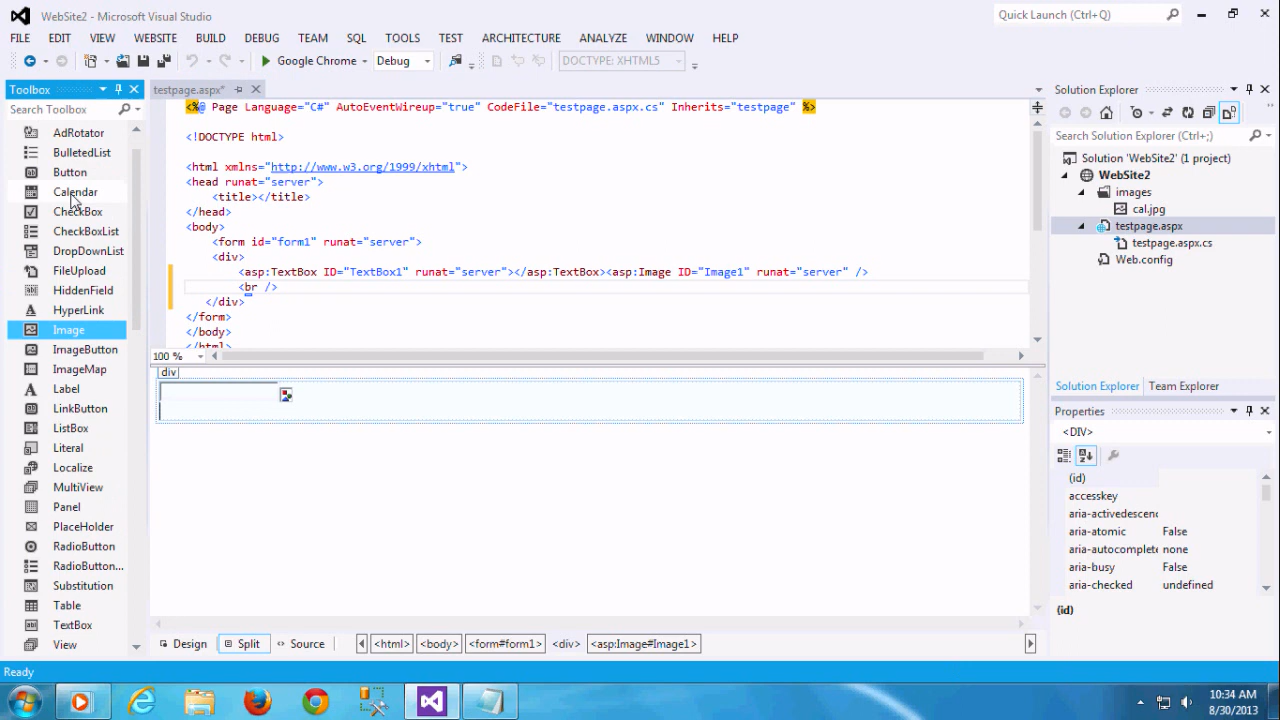 WebSite2 - Microsoft Visual Studio
Quick Launch (Ctrl+Q)
FILE EDIT VIEW WEBSITE BUILD DEBUG TEAM SQL TOOLS TEST ARCHITECTURE ANALYZE WINDOW HELP
Google Chrome Debug DOCTYPE: XHTML5
Toolbox
Search Toolbox
AdRotator
BulletedList
Button
Calendar
CheckBox
CheckBoxList
DropDownList
FileUpload
HiddenField
HyperLink
Image
ImageButton
ImageMap
Label
LinkButton
ListBox
Literal
Localize
MultiView
Panel
PlaceHolder
RadioButton
RadioButton...
Substitution
Table
TextBox
View
testpage.aspx*
<%@ Page Language="C#" AutoEventWireup="true" CodeFile="testpage.aspx.cs" Inherits="testpage" %>
<!DOCTYPE html>
<html xmlns="http://www.w3.org/1999/xhtml">
<head runat="server">
<title></title>
</head>
<body>
<form id="form1" runat="server">
<div>
<asp:TextBox ID="TextBox1" runat="server"></asp:TextBox><asp:Image ID="Image1" runat="server" />
<br />
</div>
</form>
</body>
</html>
100 %
div
Design Split Source <html> <body> <form#form1> <div> <asp:Image#Image1>
Solution Explorer
Search Solution Explorer (Ctrl+;)
Solution 'WebSite2' (1 project)
WebSite2
images
cal.jpg
testpage.aspx
testpage.aspx.cs
Web.config
Solution Explorer Team Explorer
Properties
<DIV>
(id)
accesskey
aria-activedescenc
aria-atomic False
aria-autocomplete none
aria-busy False
aria-checked undefined
(id)
Ready
10:34 AM
8/30/2013